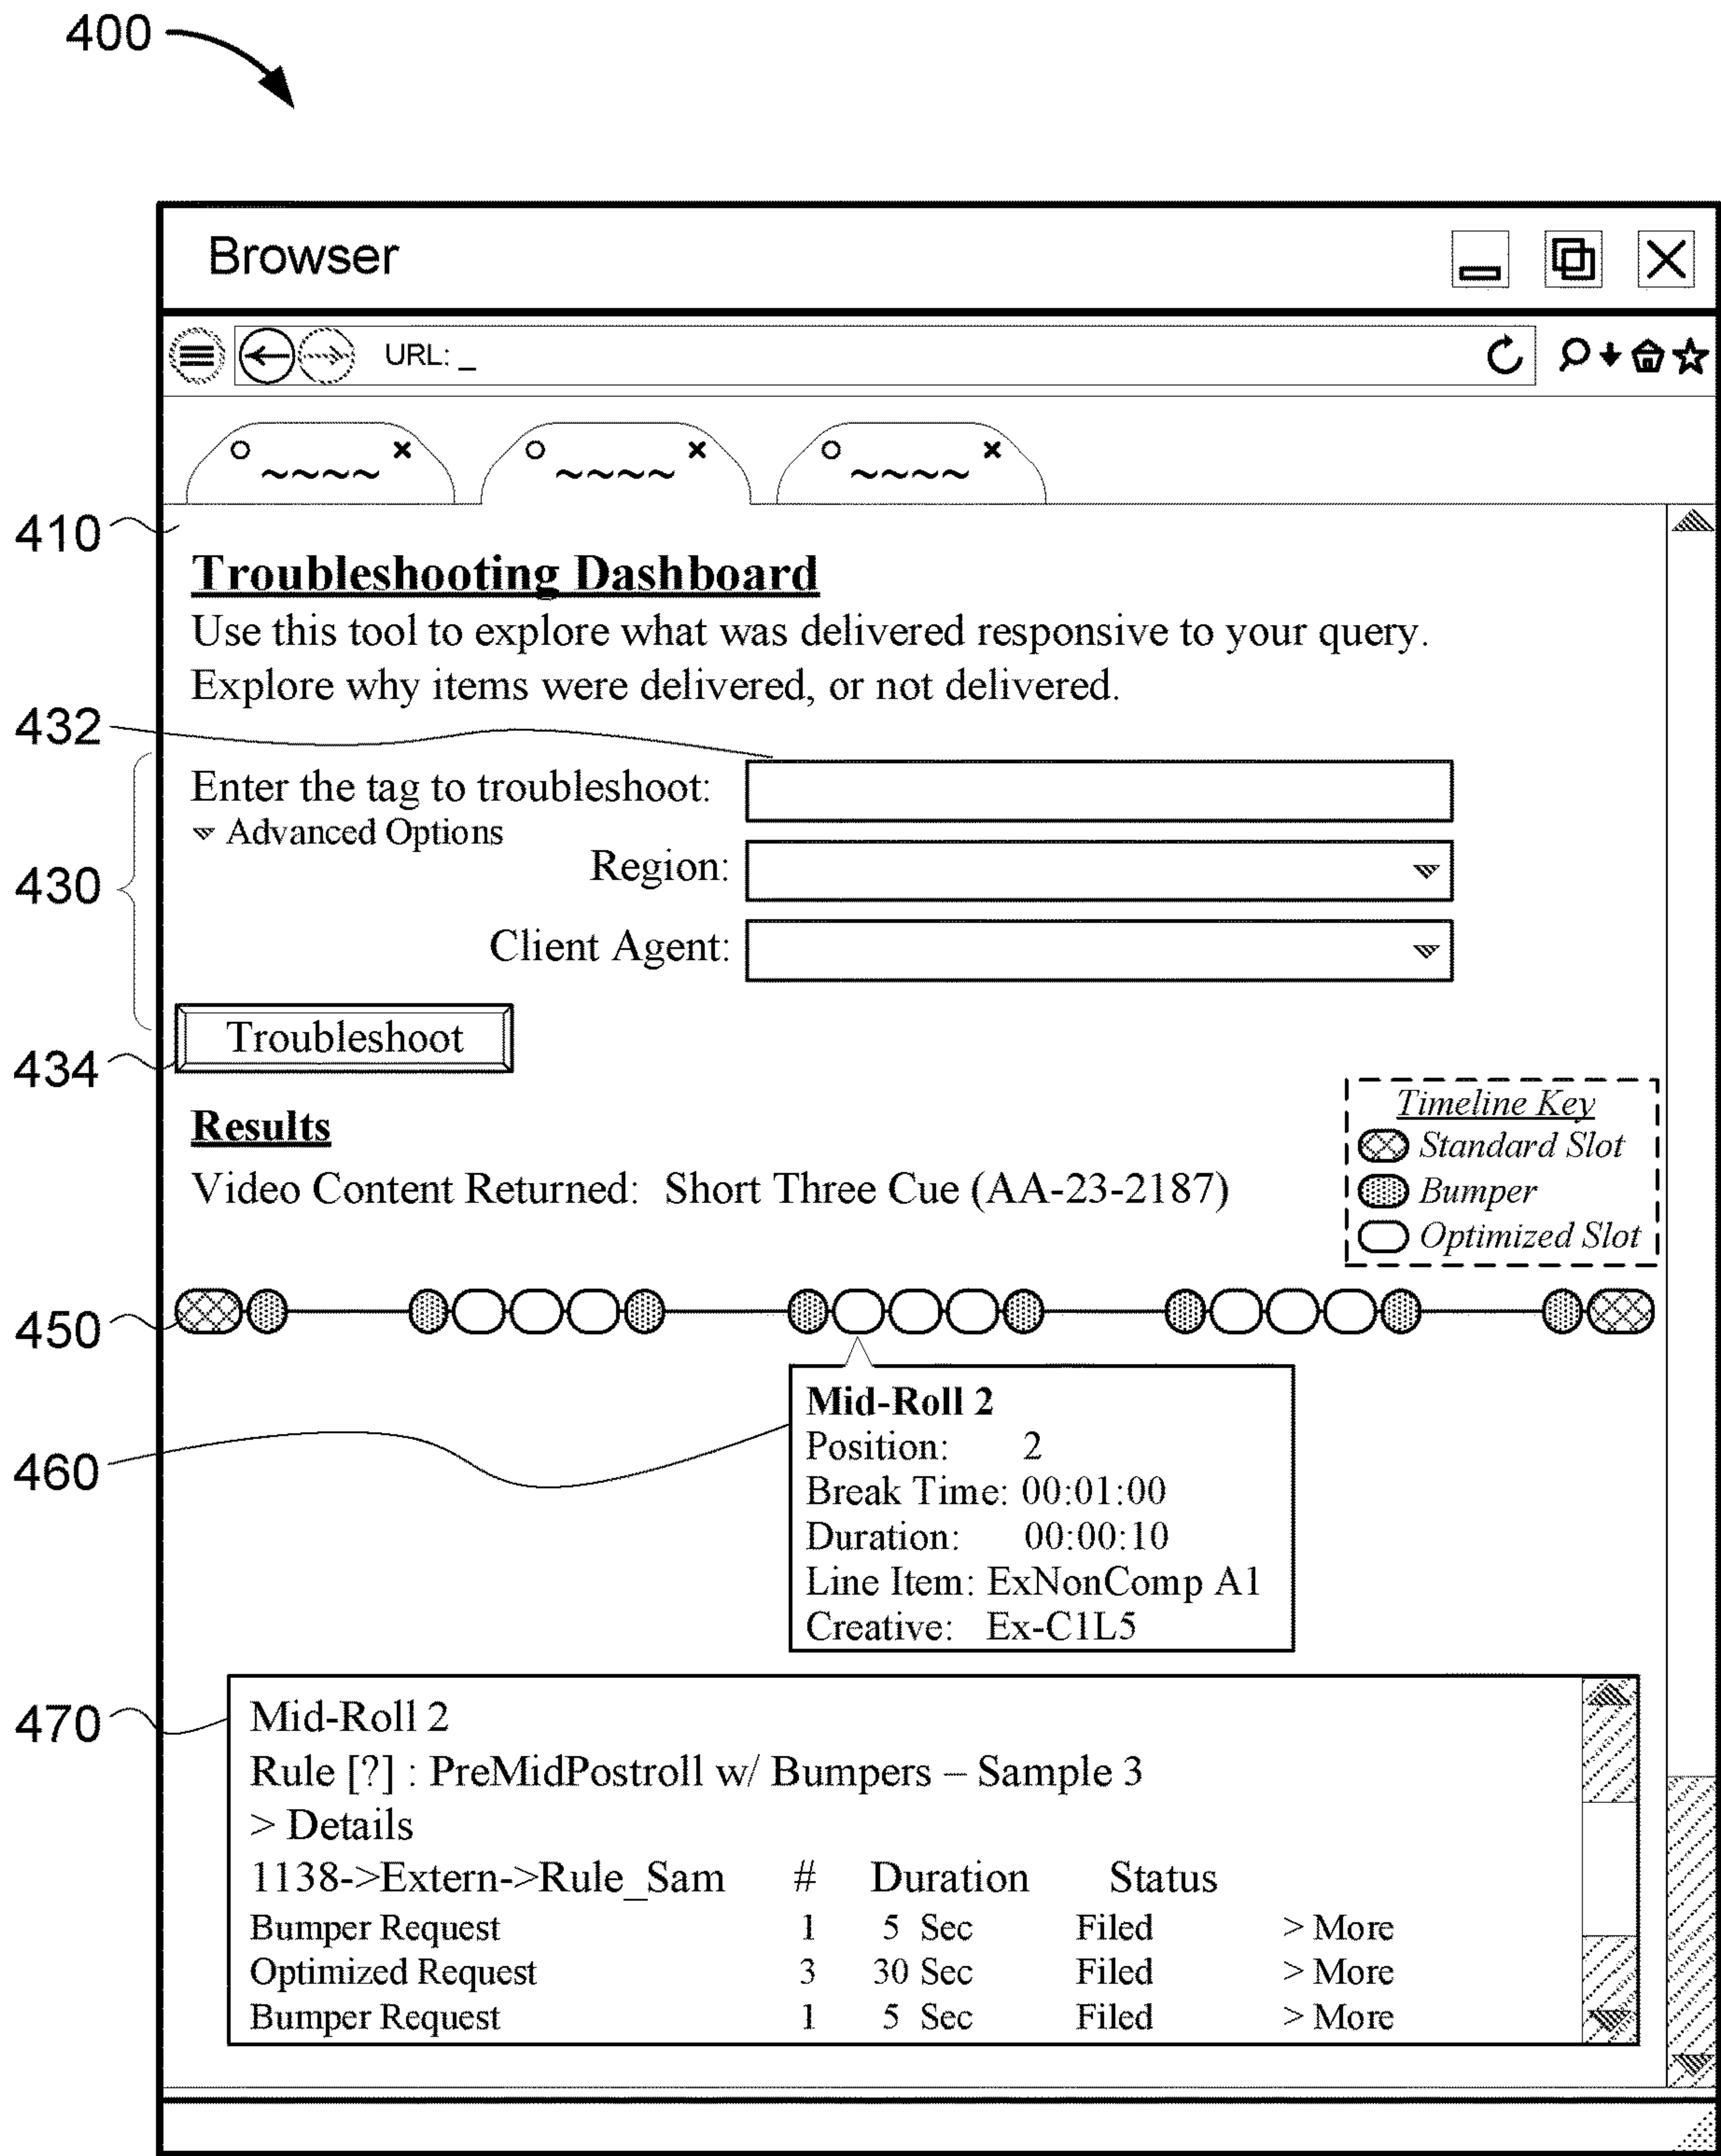 400
Browser
URL: _
~~~~ ~~~~ ~~~~
410
Troubleshooting Dashboard
Use this tool to explore what was delivered responsive to your query.
Explore why items were delivered, or not delivered.
432
Enter the tag to troubleshoot:
Advanced Options
Region:
430
Client Agent:
Troubleshoot
434
Timeline Key
Standard Slot
Bumper
Optimized Slot
Results
Video Content Returned: Short Three Cue (AA-23-2187)
450
Mid-Roll 2
Position: 2
Break Time: 00:01:00
Duration: 00:00:10
Line Item: ExNonComp A1
Creative: Ex-C1L5
460
470
Mid-Roll 2
Rule [?] : PreMidPostroll w/ Bumpers – Sample 3
> Details
1138->Extern->Rule_Sam # Duration Status
Bumper Request 1 5 Sec Filed > More
Optimized Request 3 30 Sec Filed > More
Bumper Request 1 5 Sec Filed > More